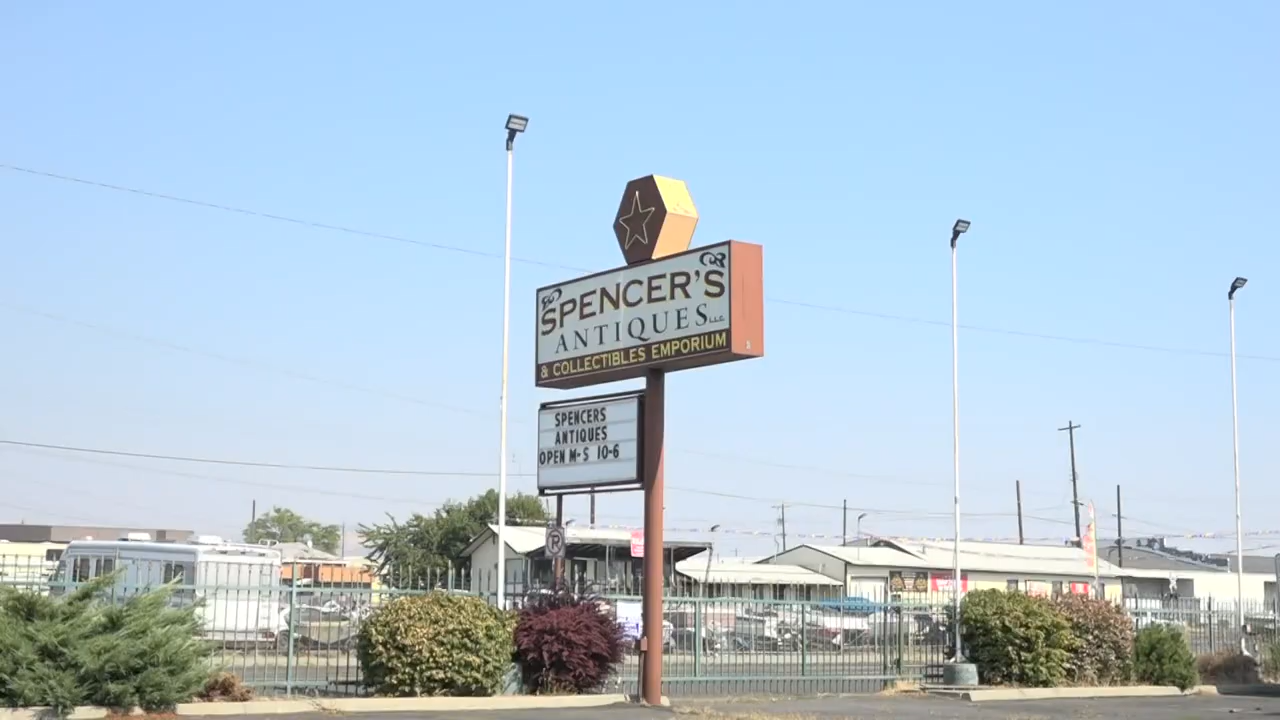 SPENCER'S
ANTIQUES LLC
& COLLECTIBLES EMPORIUM
SPENCERS
ANTIQUES
OPEN M-S 10-6